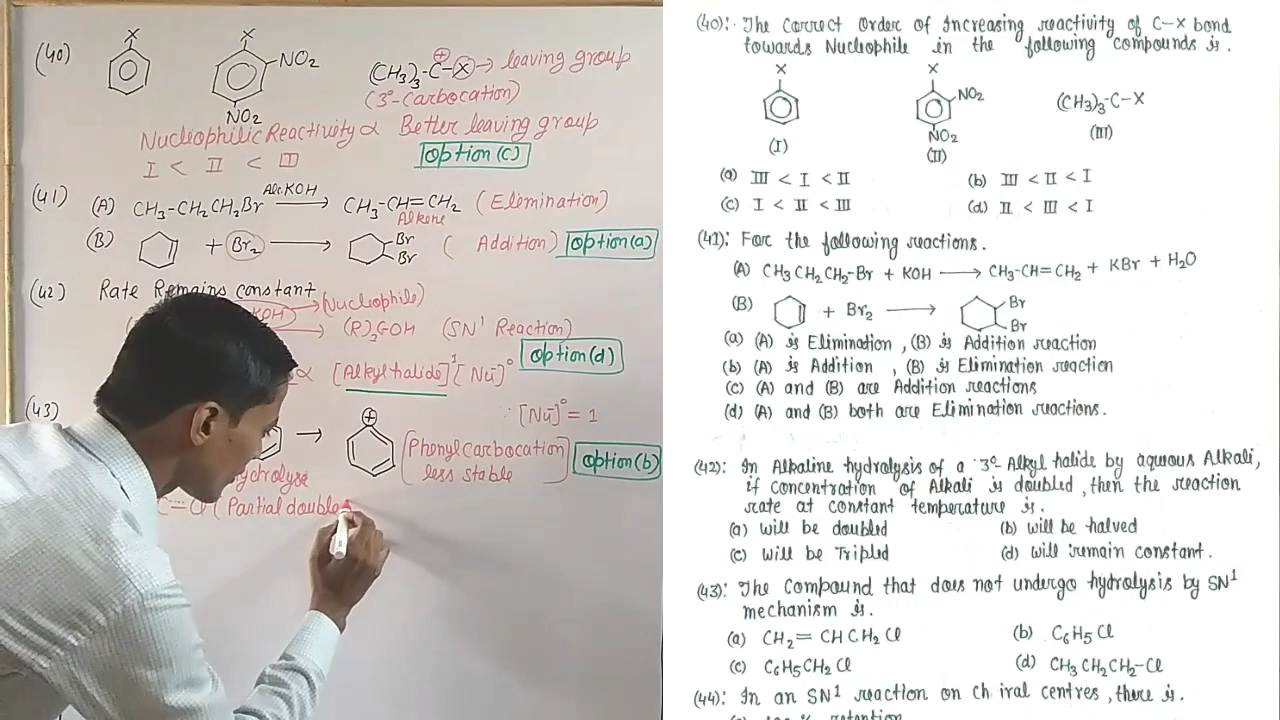 (40)
X
X
NO2
NO2
(CH3)3-C-X → leaving group
⊕
(3°-Carbocation)
Nucleophilic Reactivity ∝ Better leaving group
I < II < III
Option(c)
(41)
(A) CH3-CH2CH2Br Alc.KOH → CH3-CH=CH2 (Elemination)
Alkene
(B) + Br2 → Br Br ( Addition)
Option(a)
(42) Rate Remains constant
KOH → (Nucleophile)
→ (R)3COH (SN1 Reaction)
Option(d)
∝ [Alkylhalide]1 [Nu]0
∵ [Nu]0 = 1
(43)
→ ⊕
(Phenyl carbocation
less stable
Option(b)
(Partial double
(40):- The Correct Order of Increasing reactivity of C-X bond
towards Nucleophile in the following compounds is.
X
X
NO2
NO2
(CH3)3-C-X
(I)
(II)
(III)
(a) III < I < II
(b) III < II < I
(c) I < II < III
(d) II < III < I
(41): For the following reactions.
(A) CH3CH2CH2-Br + KOH → CH3-CH=CH2 + KBr + H2O
(B) + Br2 → Br Br
(a) (A) is Elimination, (B) is Addition reaction
(b) (A) is Addition , (B) is Elimination reaction
(c) (A) and (B) are Addition reactions
(d) (A) and (B) both are Elimination reactions.
(42): In Alkaline hydrolysis of a 3°-Alkyl halide by aqueous Alkali,
if Concentration of Alkali is doubled, then the reaction
rate at constant temperature is.
(a) will be doubled
(b) will be halved
(c) will be Tripled
(d) will remain constant.
(43): The Compound that does not undergo hydrolysis by SN1
mechanism is.
(a) CH2=CHCH2Cl
(b) C6H5Cl
(c) C6H5CH2Cl
(d) CH3CH2CH2-Cl
(44): In an SN1 reaction on chiral centres, there is.
retention